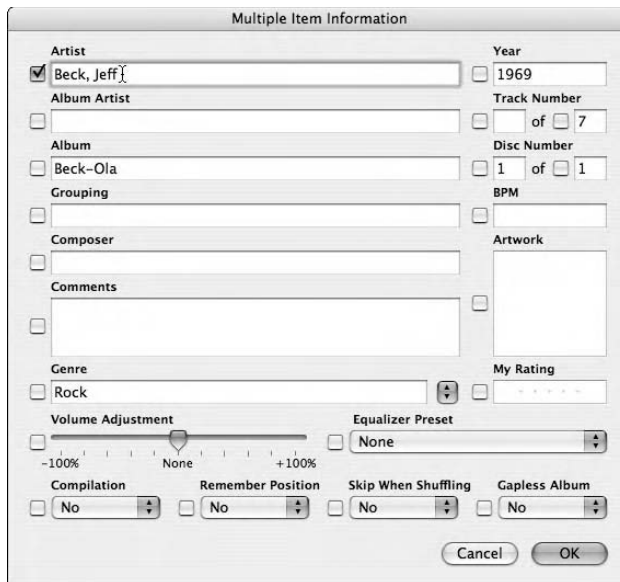 Multiple Item Information
Artist Year
Beck, Jeff 1969
Album Artist Track Number
of 7
Album Disc Number
Beck-Ola 1 of 1
Grouping BPM
Composer Artwork
Comments
Genre My Rating
Rock
Volume Adjustment Equalizer Preset
None
-100% None +100%
Compilation Remember Position Skip When Shuffling Gapless Album
No No No No
Cancel OK